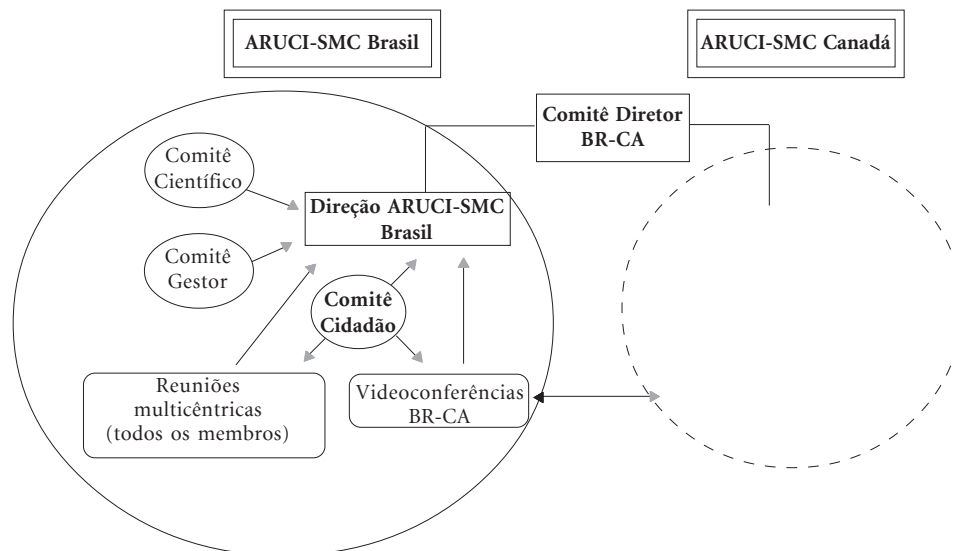 ARUCI-SMC Brasil
ARUCI-SMC Canadá
Comitê Diretor
BR-CA
Comitê
Científico
Direção ARUCI-SMC
Brasil
Comitê
Gestor
Comitê
Cidadão
Reuniões
multicêntricas
(todos os membros)
Videoconferências
BR-CA